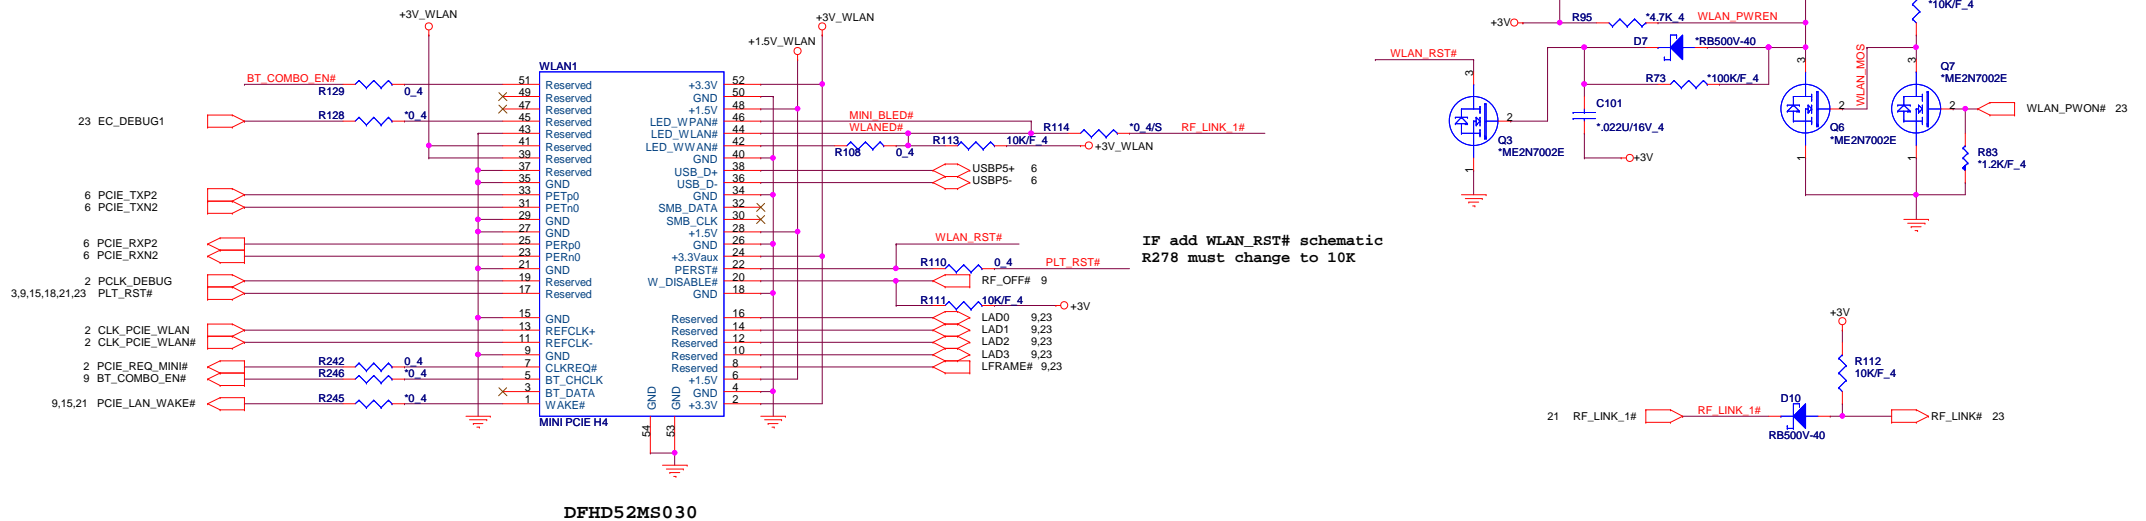 +3V_WLAN
+3V_WLAN
+1.5V_WLAN
WLAN1
BT_COMBO_EN#
R129
0_4
23 EC_DEBUG1
R128
*0_4
6 PCIE_TXP2
6 PCIE_TXN2
6 PCIE_RXP2
6 PCIE_RXN2
2 PCLK_DEBUG
3,9,15,18,21,23 PLT_RST#
2 CLK_PCIE_WLAN
2 CLK_PCIE_WLAN#
2 PCIE_REQ_MINI#
R242
0_4
9 BT_COMBO_EN#
R246
*0_4
9,15,21 PCIE_LAN_WAKE#
R245
*0_4
51 Reserved
49 Reserved
47 Reserved
45 Reserved
43 Reserved
41 Reserved
39 Reserved
37 Reserved
35 GND
33 PETp0
31 PETn0
29 GND
27 GND
25 PERp0
23 PERn0
21 GND
19 Reserved
17 Reserved
15 GND
13 REFCLK+
11 REFCLK-
9 GND
7 CLKREQ#
5 BT_CHCLK
3 BT_DATA
1 WAKE#
+3.3V 52
GND 50
+1.5V 48
LED_WPAN# 46
LED_WLAN# 44
LED_WWAN# 42
GND 40
USB_D+ 38
USB_D- 36
GND 34
SMB_DATA 32
SMB_CLK 30
+1.5V 28
GND 26
+3.3Vaux 24
PERST# 22
W_DISABLE# 20
GND 18
Reserved 16
Reserved 14
Reserved 12
Reserved 10
Reserved 8
+1.5V 6
GND 4
+3.3V 2
GND
GND
54
53
MINI PCIE H4
DFHD52MS030
MINI_BLED#
WLANED#
R108
0_4
R113
10K/F_4
+3V_WLAN
R114
*0_4/S
RF_LINK_1#
USBP5+ 6
USBP5- 6
WLAN_RST#
R110
0_4
PLT_RST#
RF_OFF# 9
R111
10K/F_4
+3V
LAD0 9,23
LAD1 9,23
LAD2 9,23
LAD3 9,23
LFRAME# 9,23
IF add WLAN_RST# schematic
R278 must change to 10K
WLAN_RST#
3
2
1
Q3
*ME2N7002E
+3V
R95
*4.7K_4
WLAN_PWREN
D7
*RB500V-40
R73
*100K/F_4
C101
*.022U/16V_4
+3V
3
2
1
Q6
*ME2N7002E
WLAN_MOS
*10K/F_4
3
2
1
Q7
*ME2N7002E
WLAN_PWON# 23
R83
*1.2K/F_4
+3V
R112
10K/F_4
21 RF_LINK_1#
RF_LINK_1#
D10
RB500V-40
RF_LINK# 23